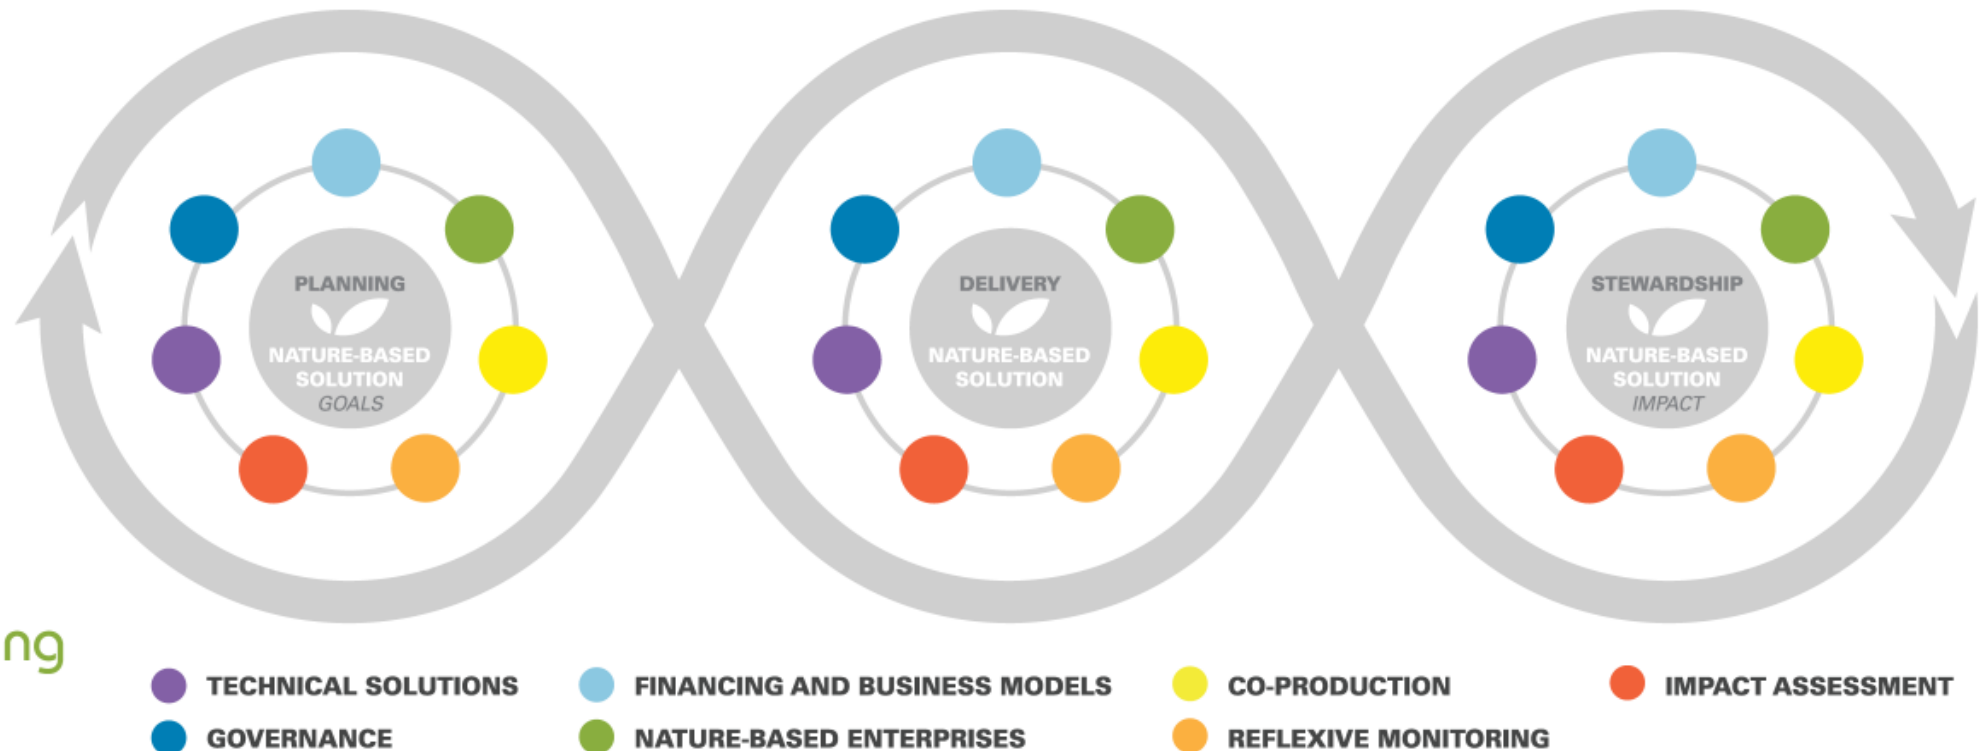 PLANNING
NATURE-BASED
SOLUTION
GOALS
DELIVERY
NATURE-BASED
SOLUTION
STEWARDSHIP
NATURE-BASED
SOLUTION
IMPACT
ng
TECHNICAL SOLUTIONS
FINANCING AND BUSINESS MODELS
CO-PRODUCTION
IMPACT ASSESSMENT
GOVERNANCE
NATURE-BASED ENTERPRISES
REFLEXIVE MONITORING